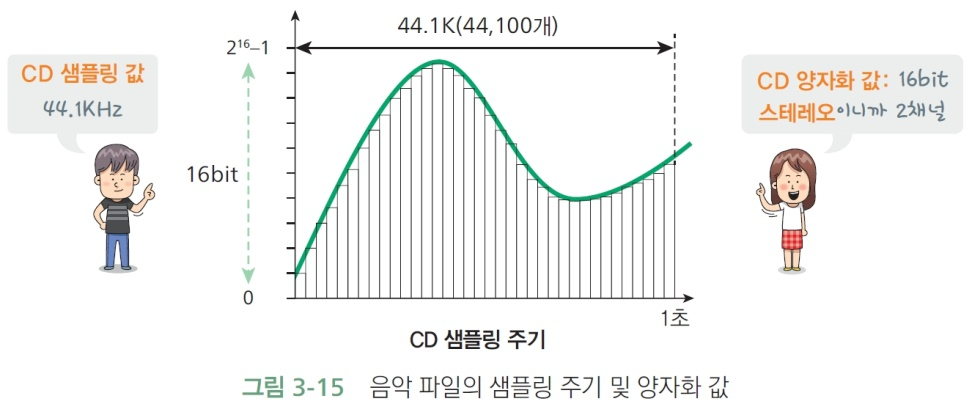 44.1K(44,100개)
2¹⁶–1
CD 샘플링 값
44.1KHz
CD 양자화 값: 16bit
스테레오이니까 2채널
16bit
0
1초
CD 샘플링 주기
그림 3-15 음악 파일의 샘플링 주기 및 양자화 값